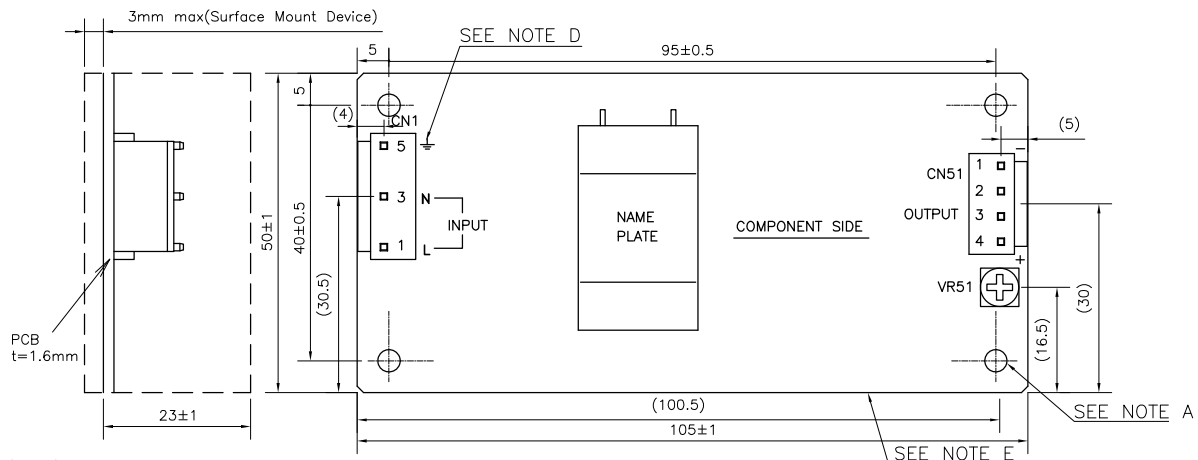 3mm max(Surface Mount Device)
SEE NOTE D
5
95±0.5
5
(4)
CN1
5
3
1
N
L
INPUT
(5)
−
1
2
3
4
+
CN51
OUTPUT
VR51
NAME
PLATE
COMPONENT SIDE
50±1
40±0.5
(30.5)
(30)
(16.5)
PCB
t=1.6mm
23±1
(100.5)
105±1
SEE NOTE A
SEE NOTE E